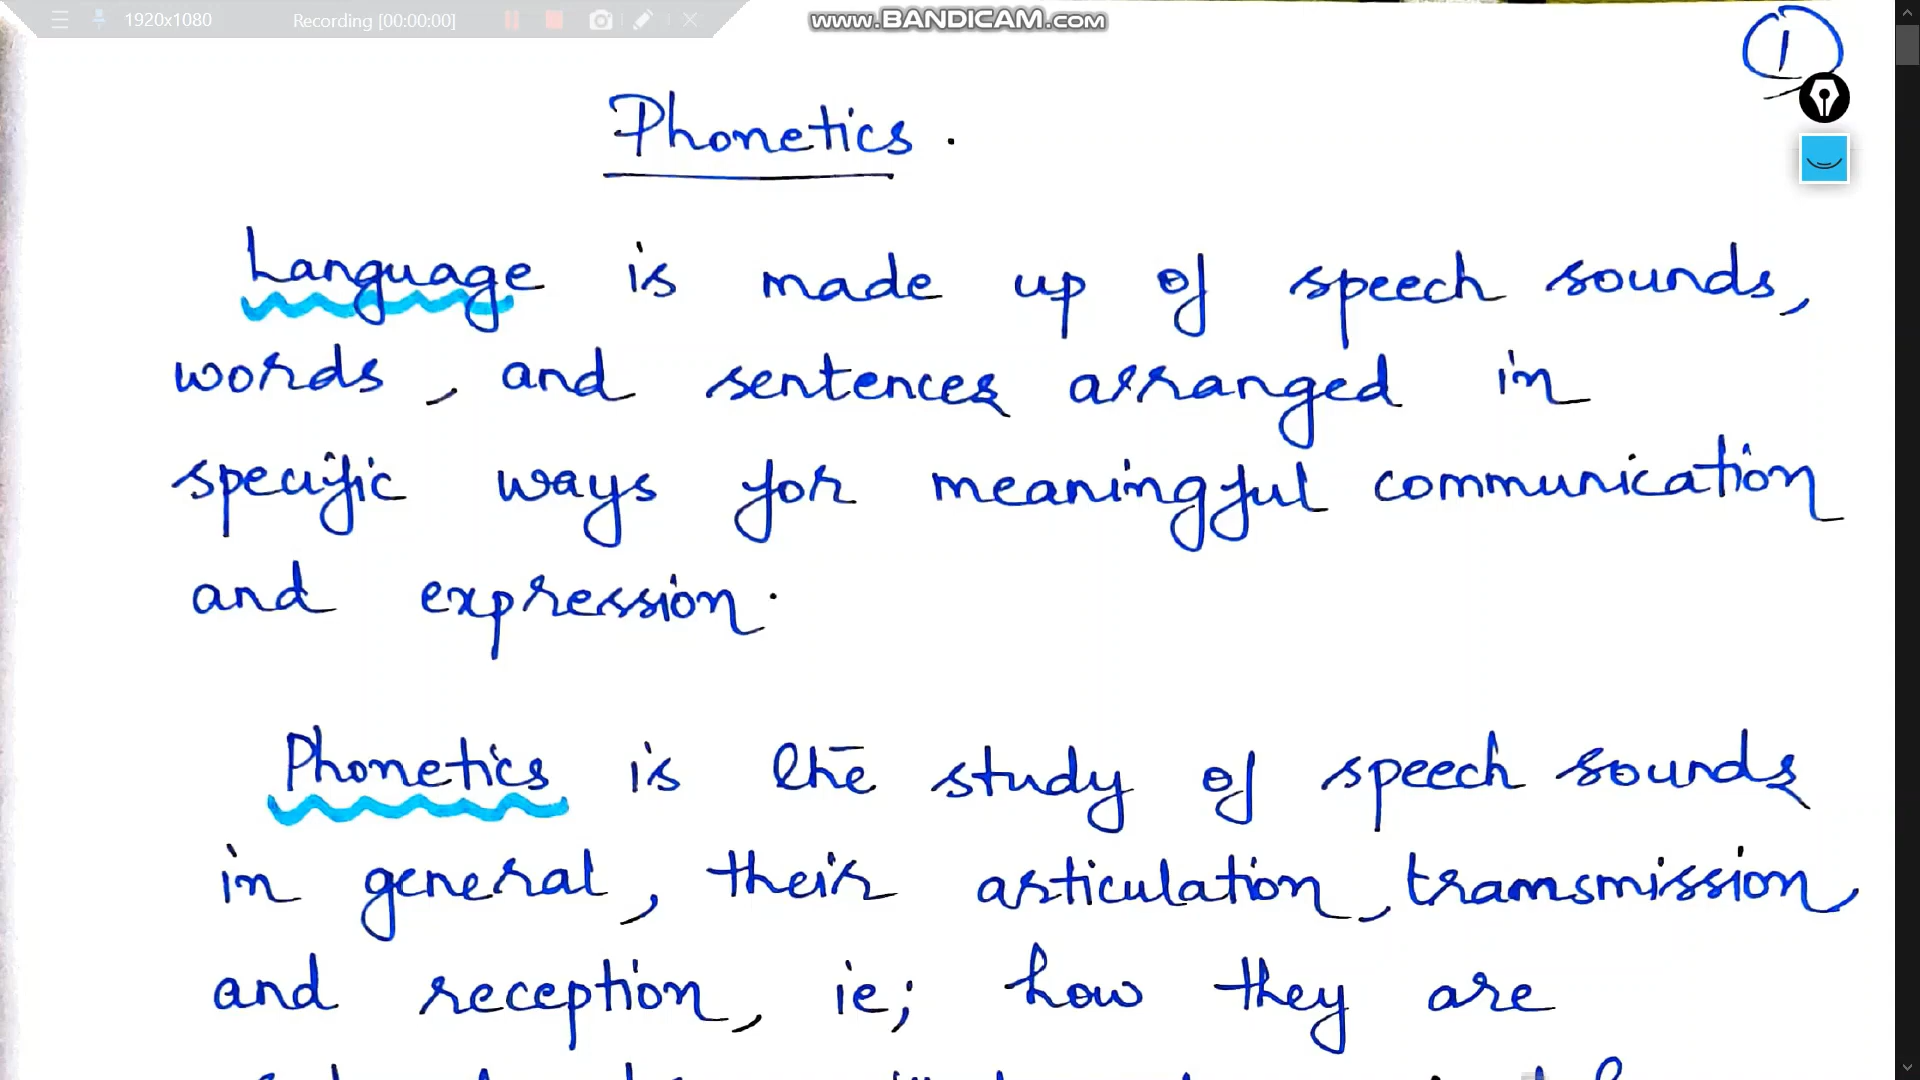 1920x1080 Recording [00:00:00]
www.BANDICAM.com
1
Phonetics.
Language is made up of speech sounds,
words, and sentences arranged in
specific ways for meaningful communication
and expression.
Phonetics is the study of speech sounds
in general, their articulation, transmission,
and reception, ie; how they are